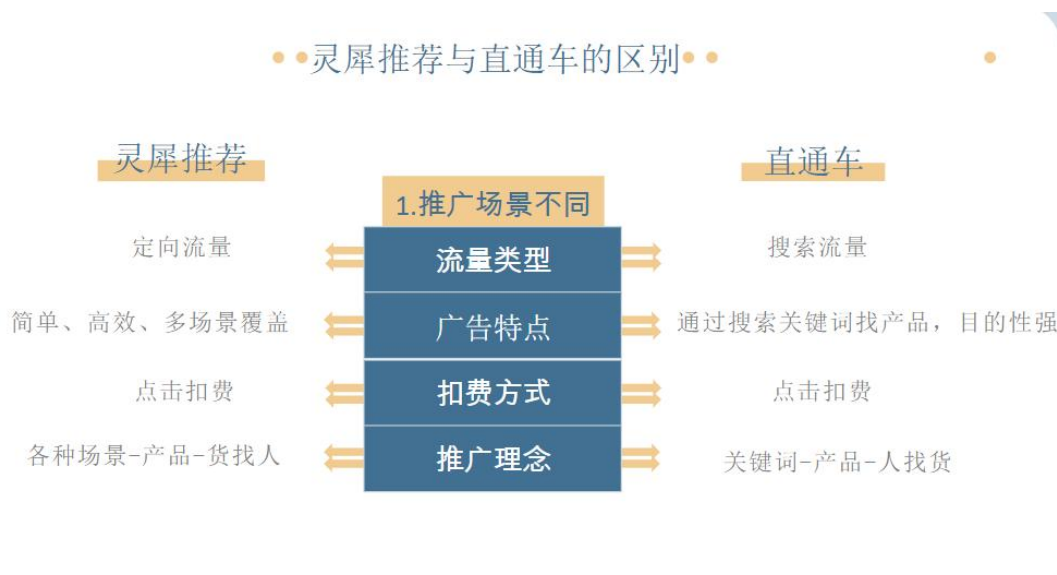 灵犀推荐与直通车的区别
灵犀推荐
直通车
1.推广场景不同
定向流量
流量类型
搜索流量
简单、高效、多场景覆盖
广告特点
通过搜索关键词找产品，目的性强
点击扣费
扣费方式
点击扣费
各种场景-产品-货找人
推广理念
关键词-产品-人找货